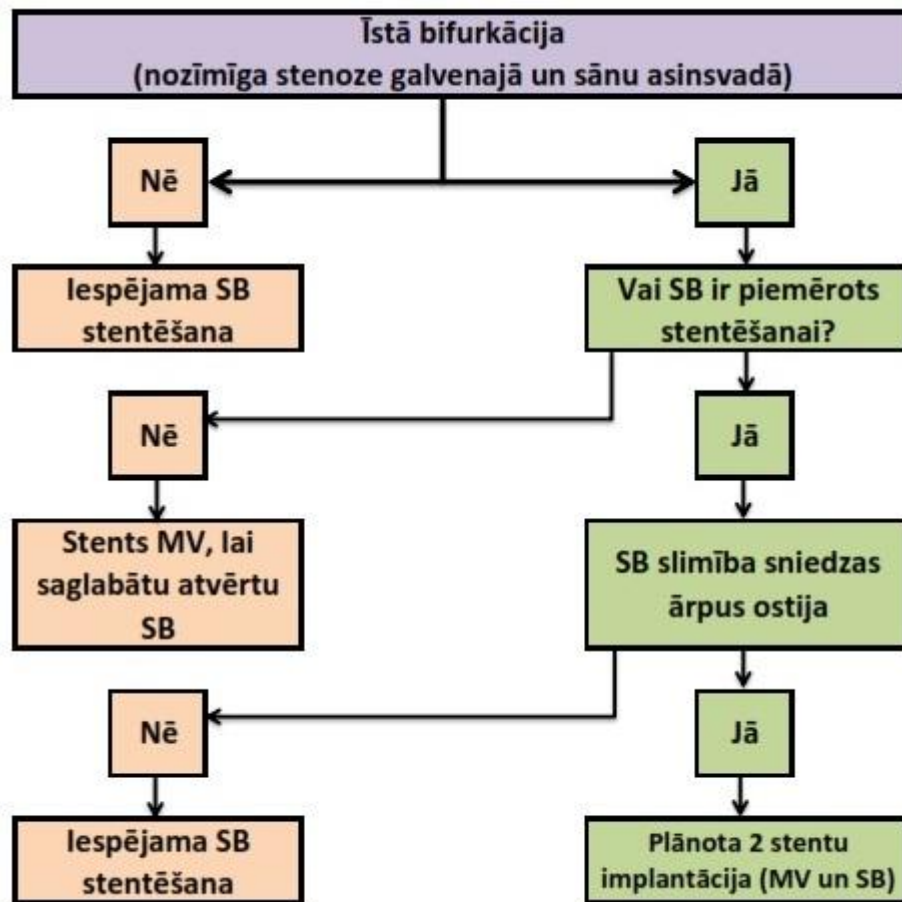 Īstā bifurkācija
(nozīmīga stenoze galvenajā un sānu asinsvadā)
Nē
Jā
Iespējama SB
stentēšana
Vai SB ir piemērots
stentēšanai?
Nē
Jā
Stents MV, lai
saglabātu atvērtu
SB
SB slimība sniedzas
ārpus ostija
Nē
Jā
Iespējama SB
stentēšana
Plānota 2 stentu
implantācija (MV un SB)